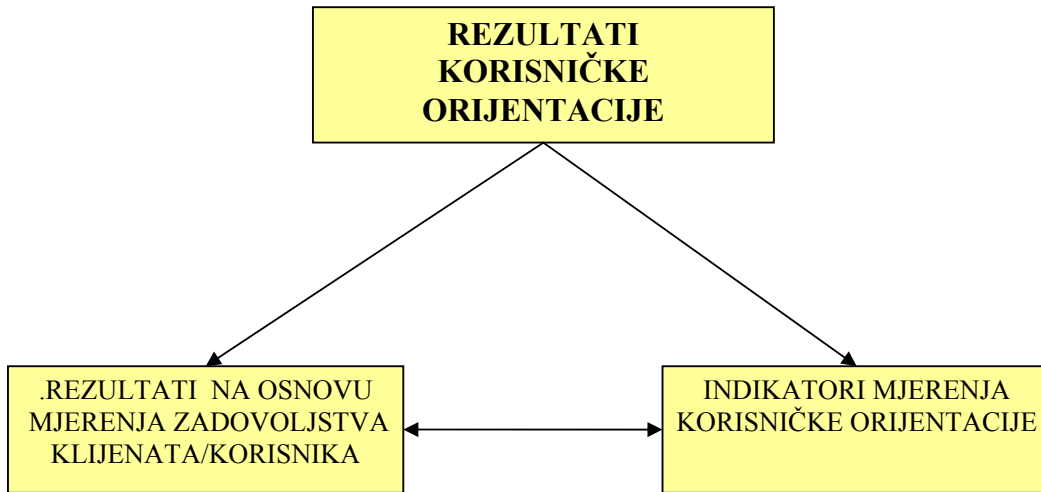 REZULTATI
KORISNIČKE
ORIJENTACIJE
.REZULTATI NA OSNOVU
MJERENJA ZADOVOLJSTVA
KLIJENATA/KORISNIKA
INDIKATORI MJERENJA
KORISNIČKE ORIJENTACIJE